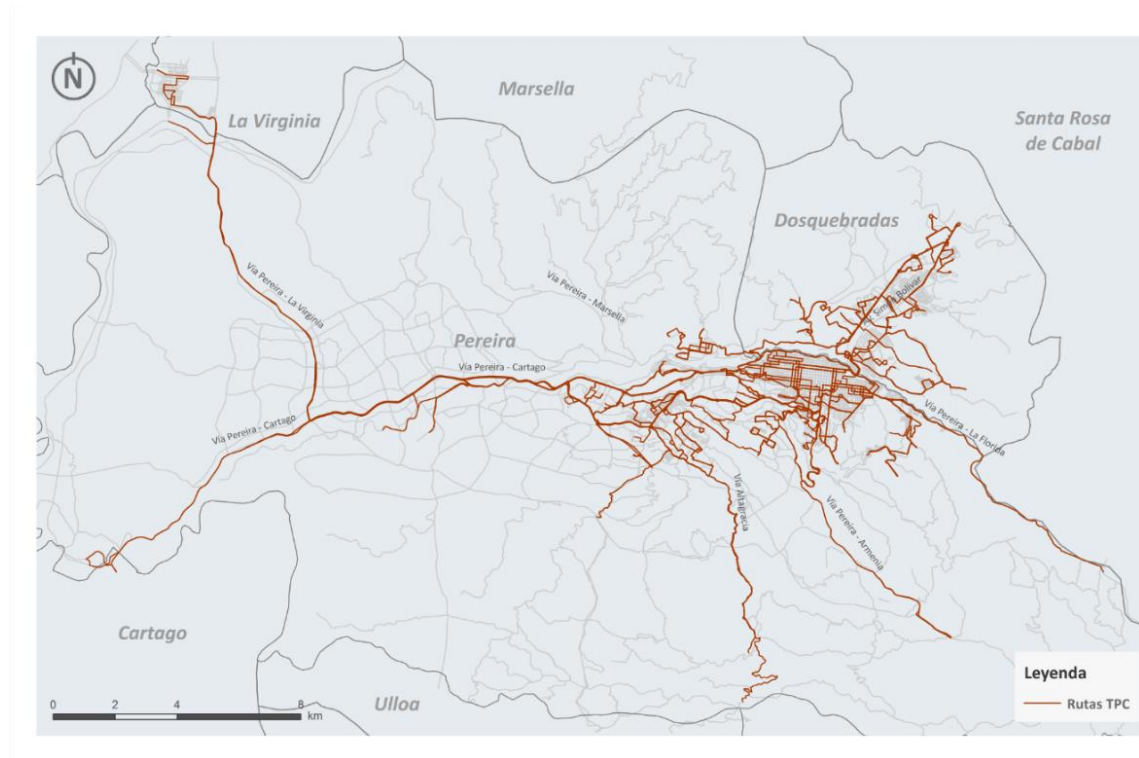 N
Marsella
La Virginia
Santa Rosa
de Cabal
Dosquebradas
Vía Pereira - La Virginia
Vía Pereira - Marsella
Simón Bolívar
Pereira
Vía Pereira - Cartago
Vía Pereira - Cartago
Vía Pereira - La Florida
Vía Altagracia
Vía Pereira - Armenia
Cartago
Ulloa
Leyenda
Rutas TPC
0 2 4 8
km